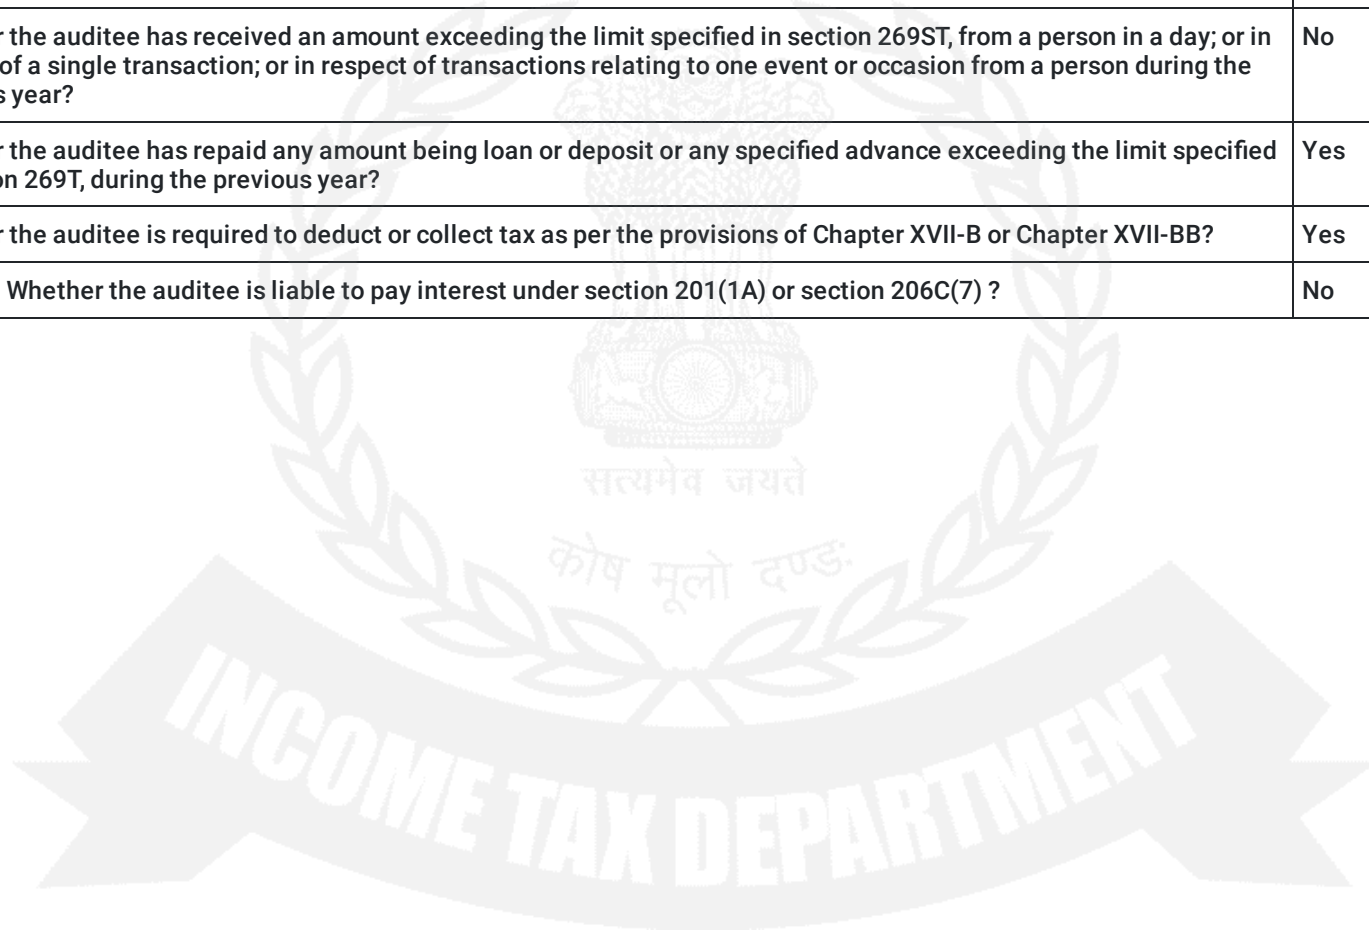 r the auditee has received an amount exceeding the limit specified in section 269ST, from a person in a day; or in
of a single transaction; or in respect of transactions relating to one event or occasion from a person during the
s year?
No
r the auditee has repaid any amount being loan or deposit or any specified advance exceeding the limit specified
on 269T, during the previous year?
Yes
r the auditee is required to deduct or collect tax as per the provisions of Chapter XVII-B or Chapter XVII-BB?
Yes
Whether the auditee is liable to pay interest under section 201(1A) or section 206C(7) ?
No
सत्यमेव जयते
कोष मूलो दण्डः
INCOME TAX DEPARTMENT